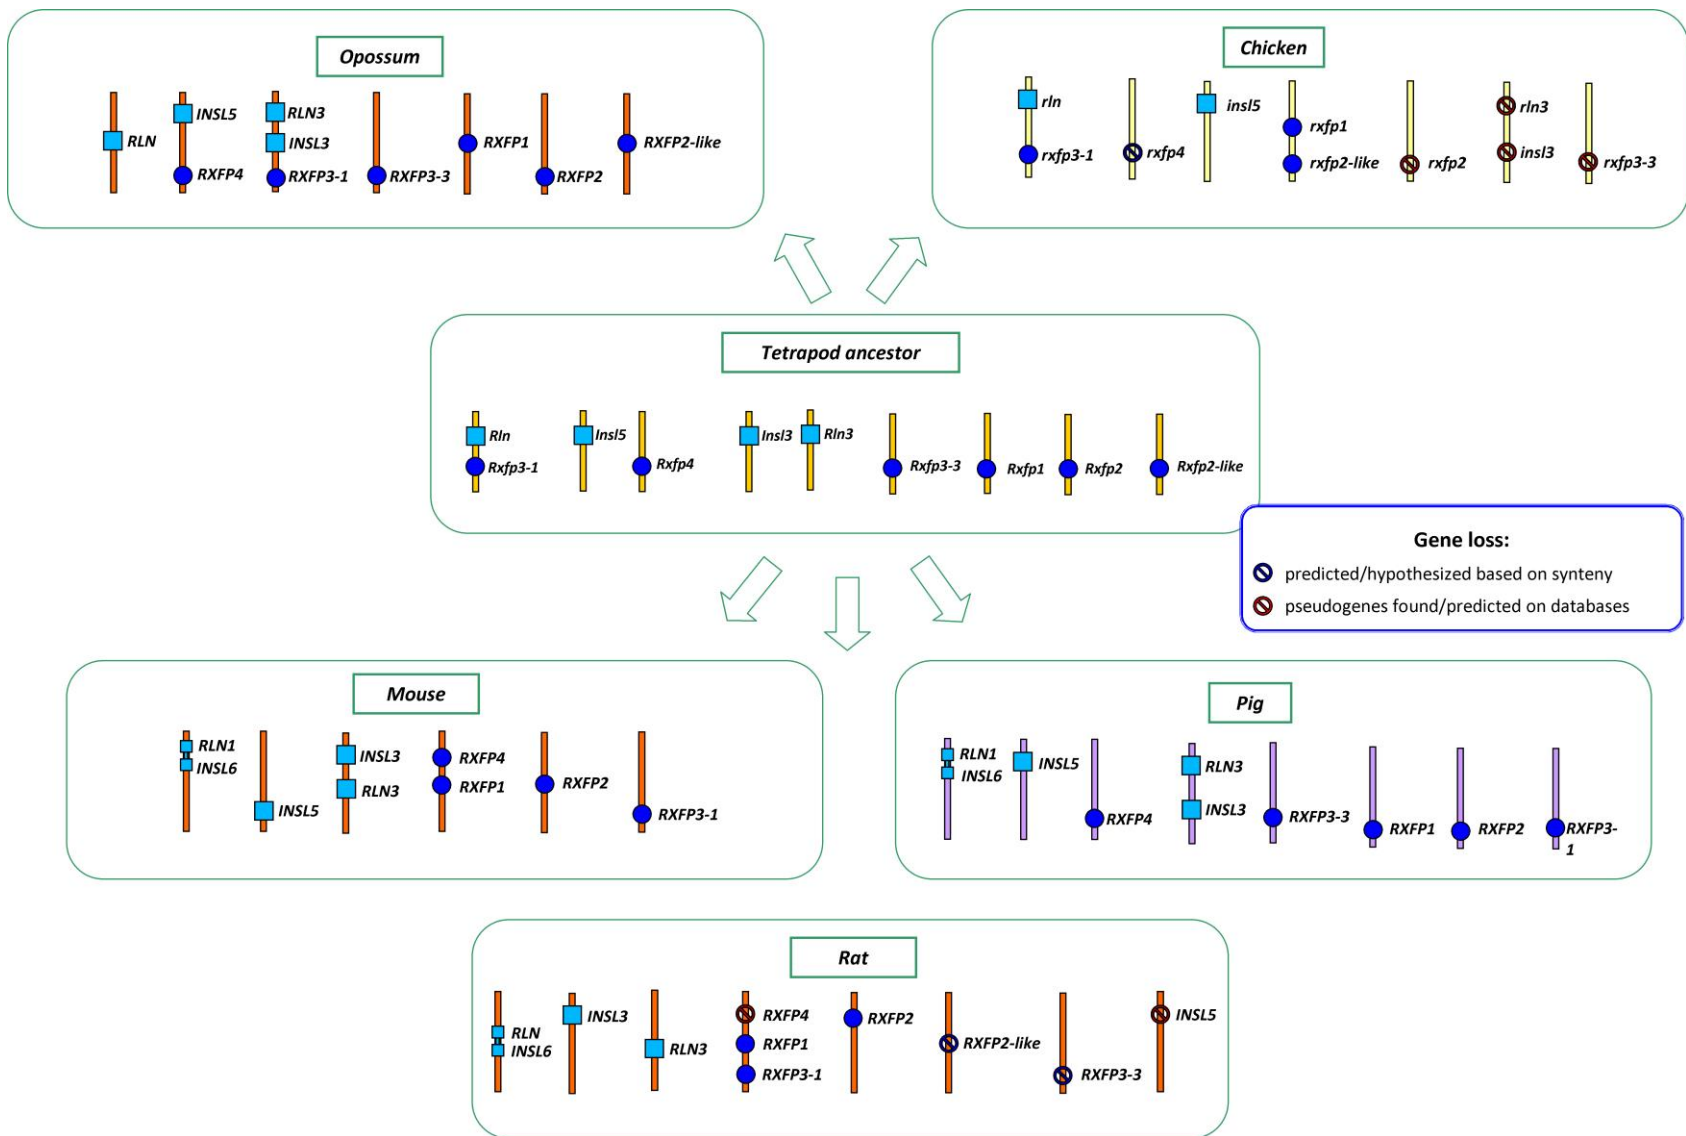 Opossum
INSL5 RLN3
RLN INSL3 RXFP1 RXFP2-like
RXFP4 RXFP3-1 RXFP3-3 RXFP2
Chicken
rln insl5 rln3
rxfp1
rxfp3-1 rxfp4 rxfp2-like rxfp2 insl3 rxfp3-3
Tetrapod ancestor
Rln Insl5 Insl3 Rln3
Rxfp3-1 Rxfp4 Rxfp3-3 Rxfp1 Rxfp2 Rxfp2-like
Gene loss:
predicted/hypothesized based on synteny
pseudogenes found/predicted on databases
Mouse
RLN1 INSL3 RXFP4
INSL6 RLN3 RXFP1 RXFP2
INSL5 RXFP3-1
Pig
RLN1 INSL5 RLN3
INSL6 INSL3
RXFP4 RXFP3-3 RXFP1 RXFP2 RXFP3-
1
Rat
INSL3 RXFP4 RXFP2 INSL5
RLN RXFP1 RXFP2-like
INSL6 RLN3 RXFP3-1 RXFP3-3